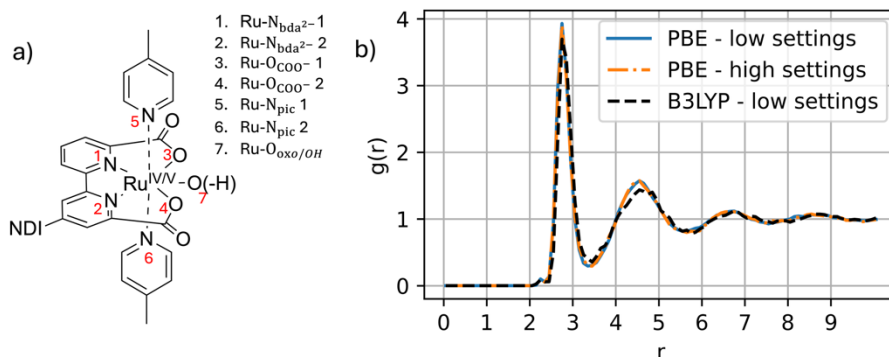 a)
1. Ru-N_bda²⁻ 1
2. Ru-N_bda²⁻ 2
3. Ru-O_COO⁻ 1
4. Ru-O_COO⁻ 2
5. Ru-N_pic 1
6. Ru-N_pic 2
7. Ru-O_oxo/OH
N
5
O
1
N
3
O
Ru
IV/V
O(-H)
7
2
N
4
O
O
NDI
N
6
b)
PBE - low settings
PBE - high settings
B3LYP - low settings
g(r)
4
3
2
1
0
0 1 2 3 4 5 6 7 8 9
r